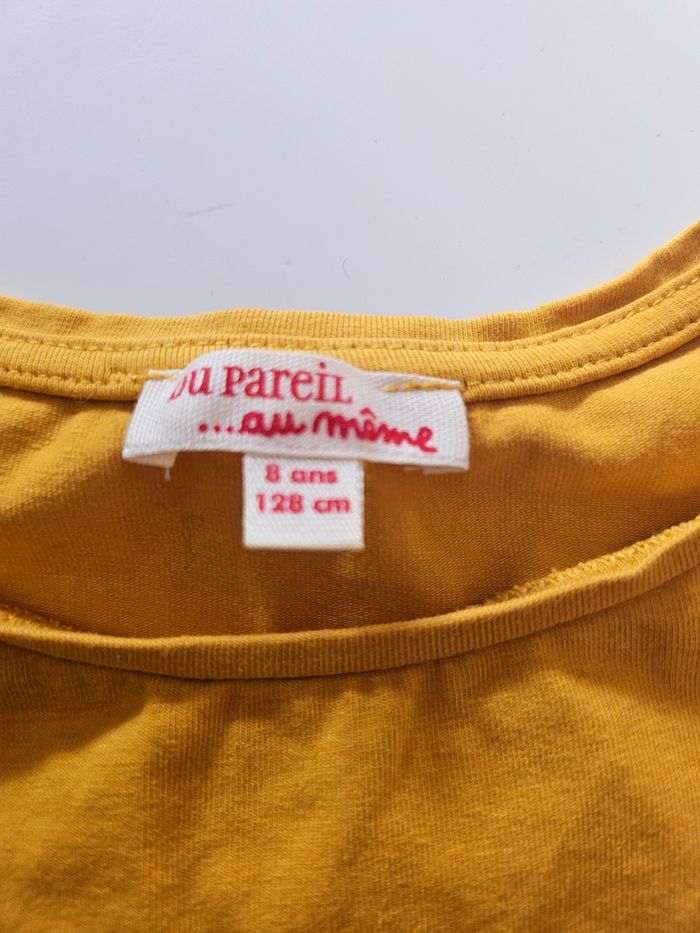 Du Pareil
...au même
8 ans
128 cm